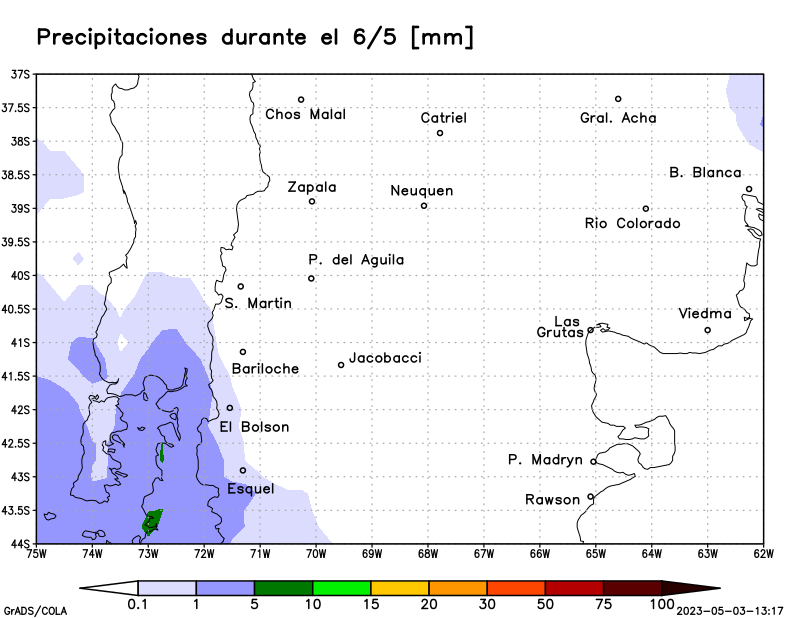 Precipitaciones durante el 6/5 [mm]
37S
37.5S
38S
38.5S
39S
39.5S
40S
40.5S
41S
41.5S
42S
42.5S
43S
43.5S
44S
Chos Malal
Catriel
Gral. Acha
B. Blanca
Zapala
Neuquen
Rio Colorado
P. del Aguila
S. Martin
Viedma
Las
Grutas
Jacobacci
Bariloche
El Bolson
P. Madryn
Esquel
Rawson
75W 74W 73W 72W 71W 70W 69W 68W 67W 66W 65W 64W 63W 62W
0.1 1 5 10 15 20 30 50 75 100
GrADS/COLA
2023-05-03-13:17